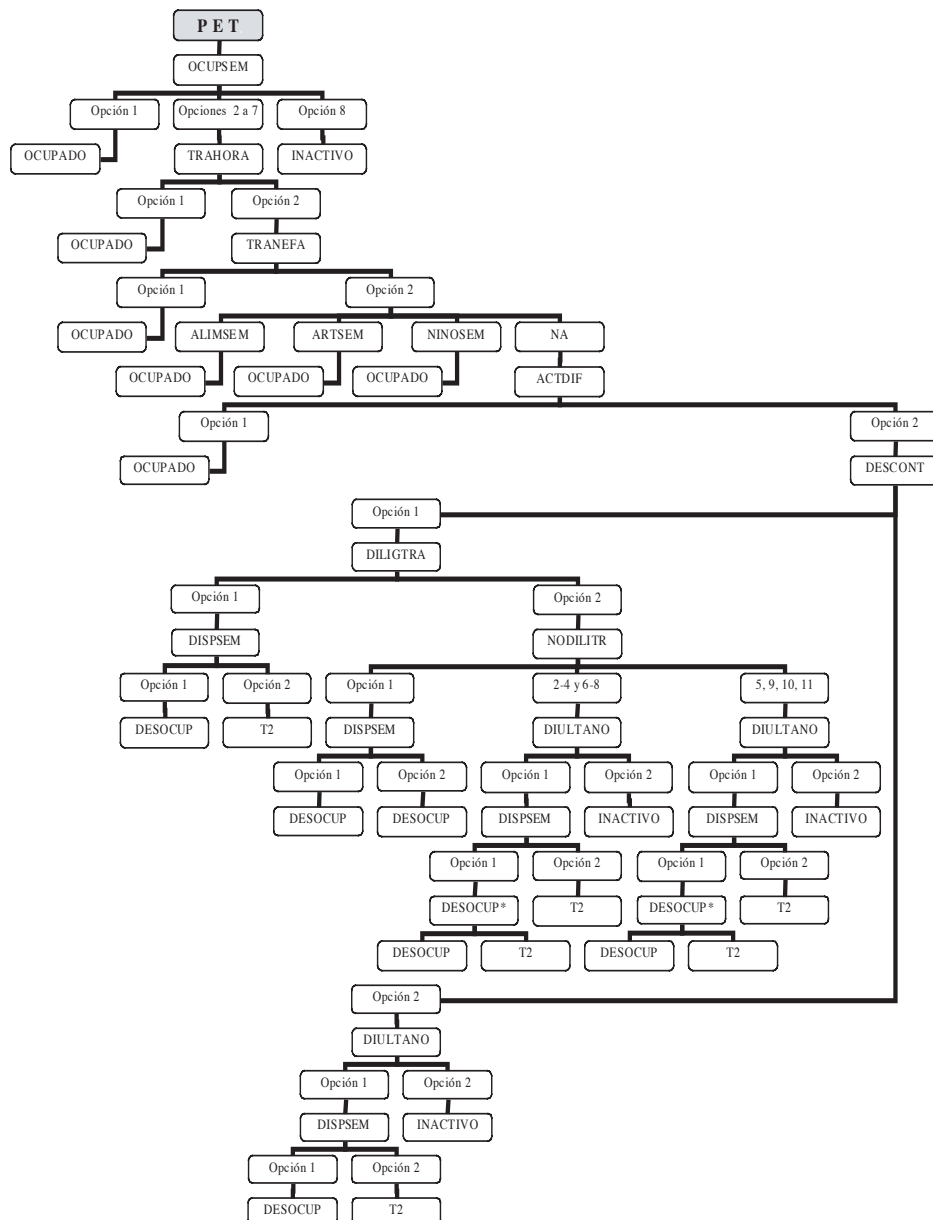 P E T
OCUPSEM
Opción 1 Opciones 2 a 7 Opción 8
OCUPADO TRAHORA INACTIVO
Opción 1 Opción 2
OCUPADO TRANEFA
Opción 1 Opción 2
OCUPADO ALIMSEM ARTSEM NINOSEM NA
OCUPADO OCUPADO OCUPADO ACTDIF
Opción 1 Opción 2
OCUPADO DESCONT
Opción 1
DILIGTRA
Opción 1 Opción 2
DISPSEM NODILITR
Opción 1 Opción 2 Opción 1 2-4 y 6-8 5, 9, 10, 11
DESOCUP T2 DISPSEM DIULTANO DIULTANO
Opción 1 Opción 2 Opción 1 Opción 2 Opción 1 Opción 2
DESOCUP DESOCUP DISPSEM INACTIVO DISPSEM INACTIVO
Opción 1 Opción 2 Opción 1 Opción 2
DESOCUP* T2 DESOCUP* T2
DESOCUP T2 DESOCUP T2
Opción 2
DIULTANO
Opción 1 Opción 2
DISPSEM INACTIVO
Opción 1 Opción 2
DESOCUP T2